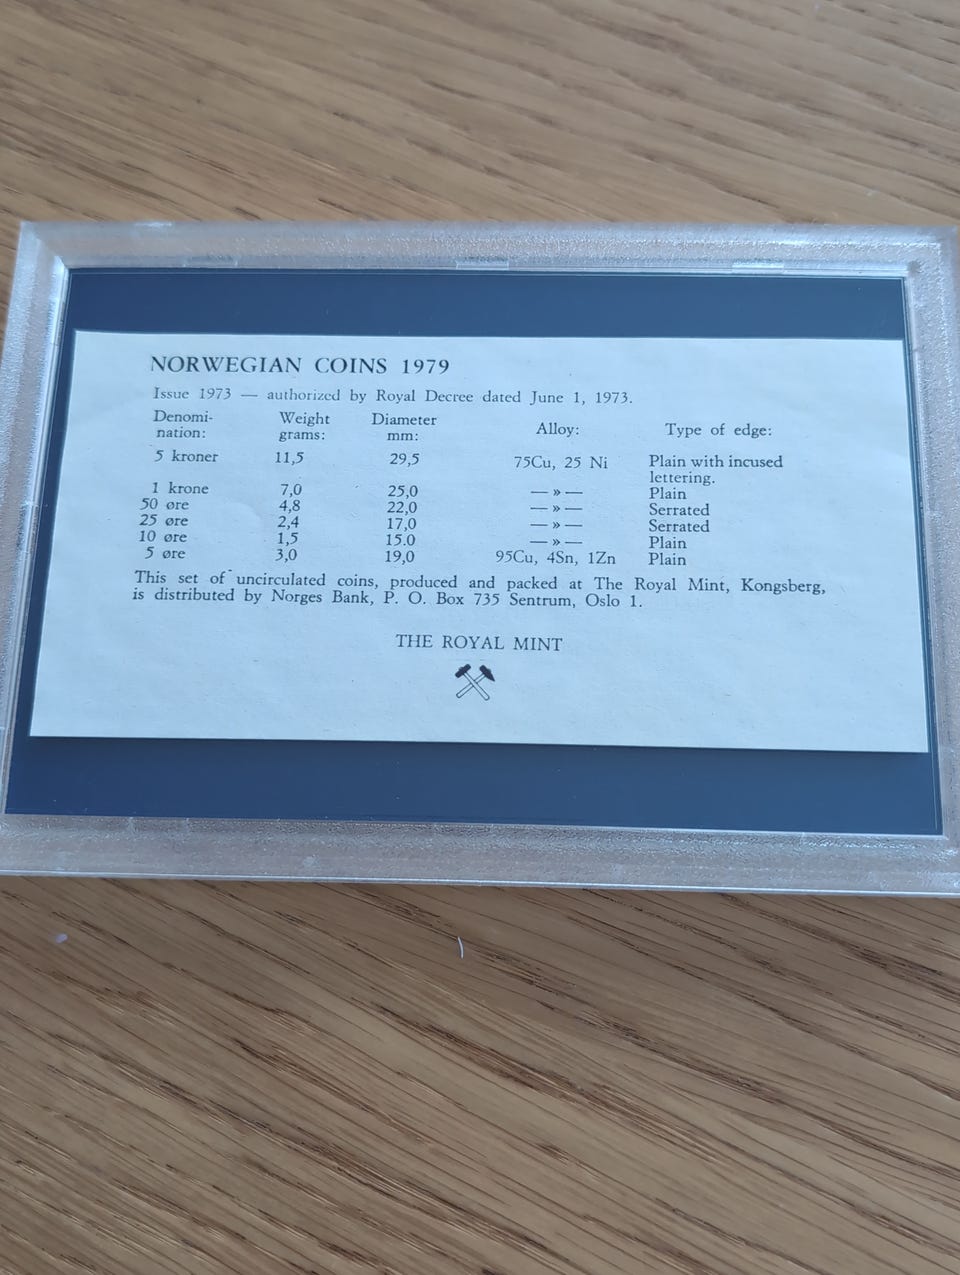 NORWEGIAN COINS 1979
Issue 1973 — authorized by Royal Decree dated June 1, 1973.
Denomi- Weight Diameter Alloy: Type of edge:
nation: grams: mm:
5 kroner 11,5 29,5 75Cu, 25 Ni Plain with incused
lettering.
1 krone 7,0 25,0 —»— Plain
50 øre 4,8 22,0 —»— Serrated
25 øre 2,4 17,0 —»— Serrated
10 øre 1,5 15.0 —»— Plain
5 øre 3,0 19,0 95Cu, 4Sn, 1Zn Plain
This set of uncirculated coins, produced and packed at The Royal Mint, Kongsberg,
is distributed by Norges Bank, P. O. Box 735 Sentrum, Oslo 1.
THE ROYAL MINT